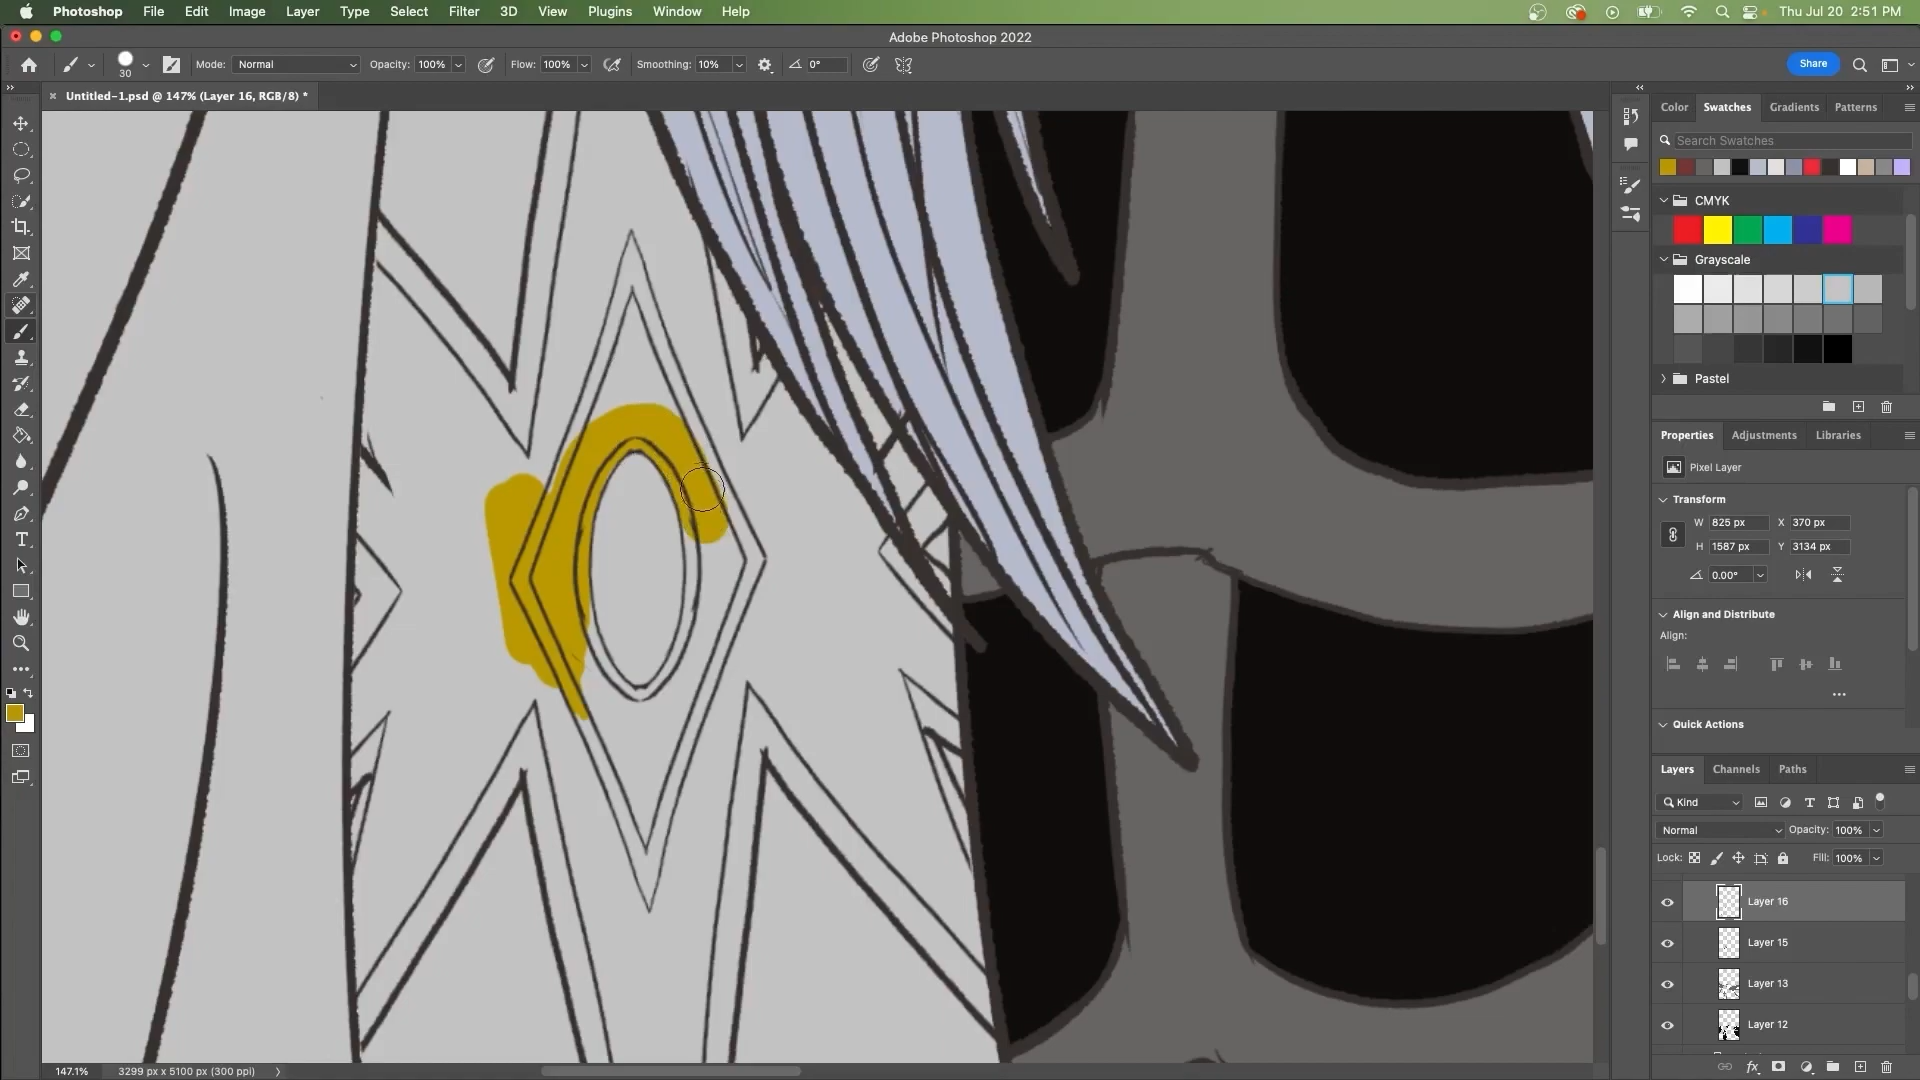 Photoshop File Edit Image Layer Type Select Filter 3D View Plugins Window Help Thu Jul 20 2:51 PM
Adobe Photoshop 2022
30 Mode: Normal Opacity: 100% Flow: 100% Smoothing: 10% 0° Share
Untitled-1.psd @ 147% (Layer 16, RGB/8) *
Color Swatches Gradients Patterns
Search Swatches
CMYK
Grayscale
Pastel
Properties Adjustments Libraries
Pixel Layer
Transform
W 825 px X 370 px
H 1587 px Y 3134 px
0.00°
Align and Distribute
Align:
Quick Actions
Layers Channels Paths
Kind
Normal Opacity: 100%
Lock: Fill: 100%
Layer 16
Layer 15
Layer 13
Layer 12
147.1% 3299 px x 5100 px (300 ppi)